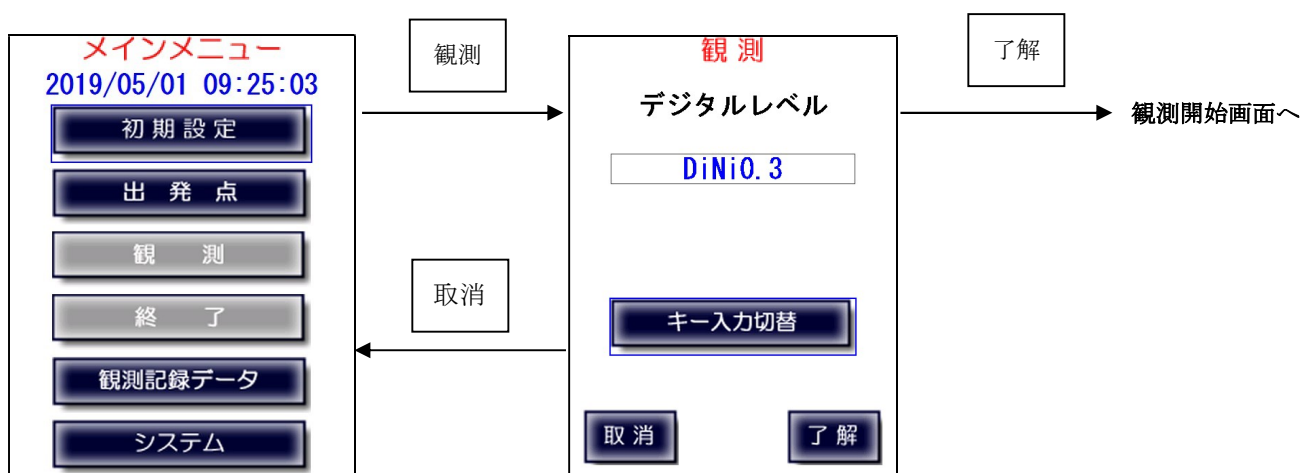 メインメニュー
2019/05/01 09:25:03
初期設定
出発点
観測
終了
観測記録データ
システム
観測
取消
観測
デジタルレベル
DiNi0.3
キー入力切替
取消
了解
了解
観測開始画面へ